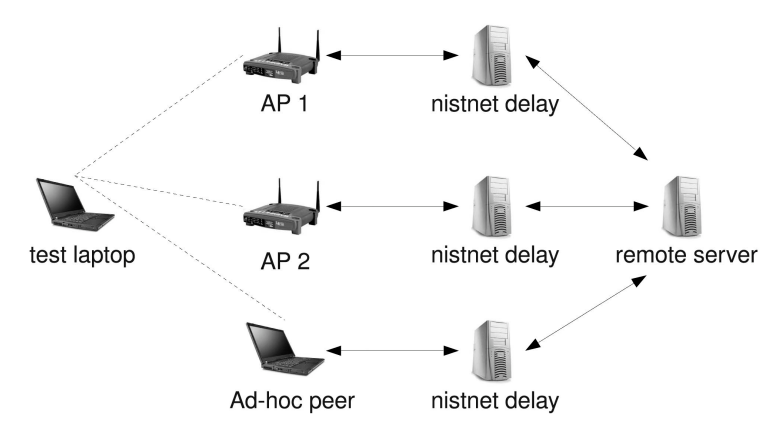 AP 1
nistnet delay
test laptop
AP 2
nistnet delay
remote server
Ad-hoc peer
nistnet delay